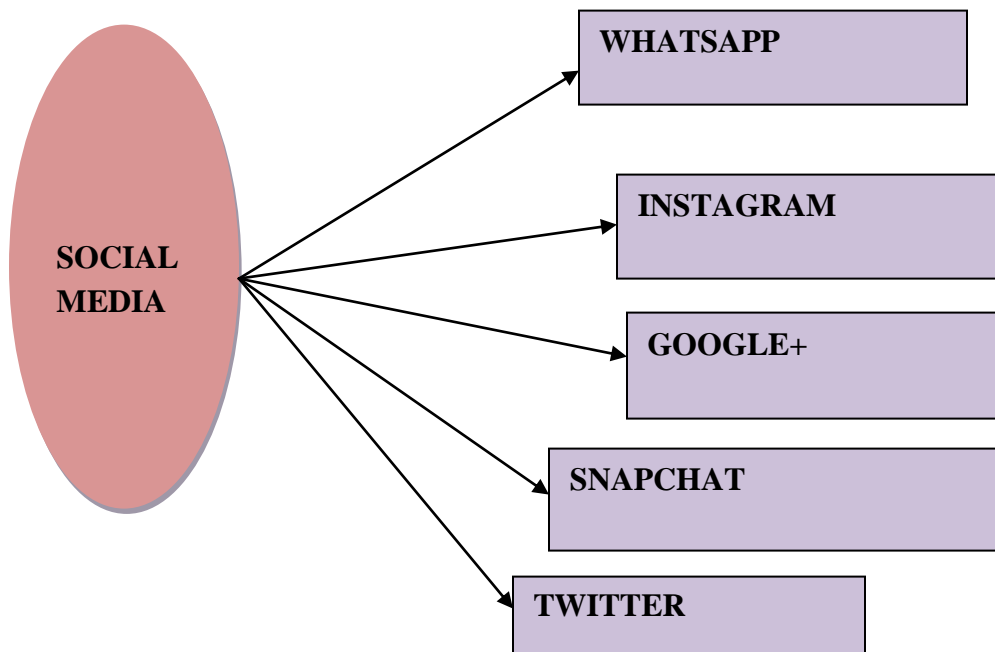 WHATSAPP
INSTAGRAM
SOCIAL
MEDIA
GOOGLE+
SNAPCHAT
TWITTER